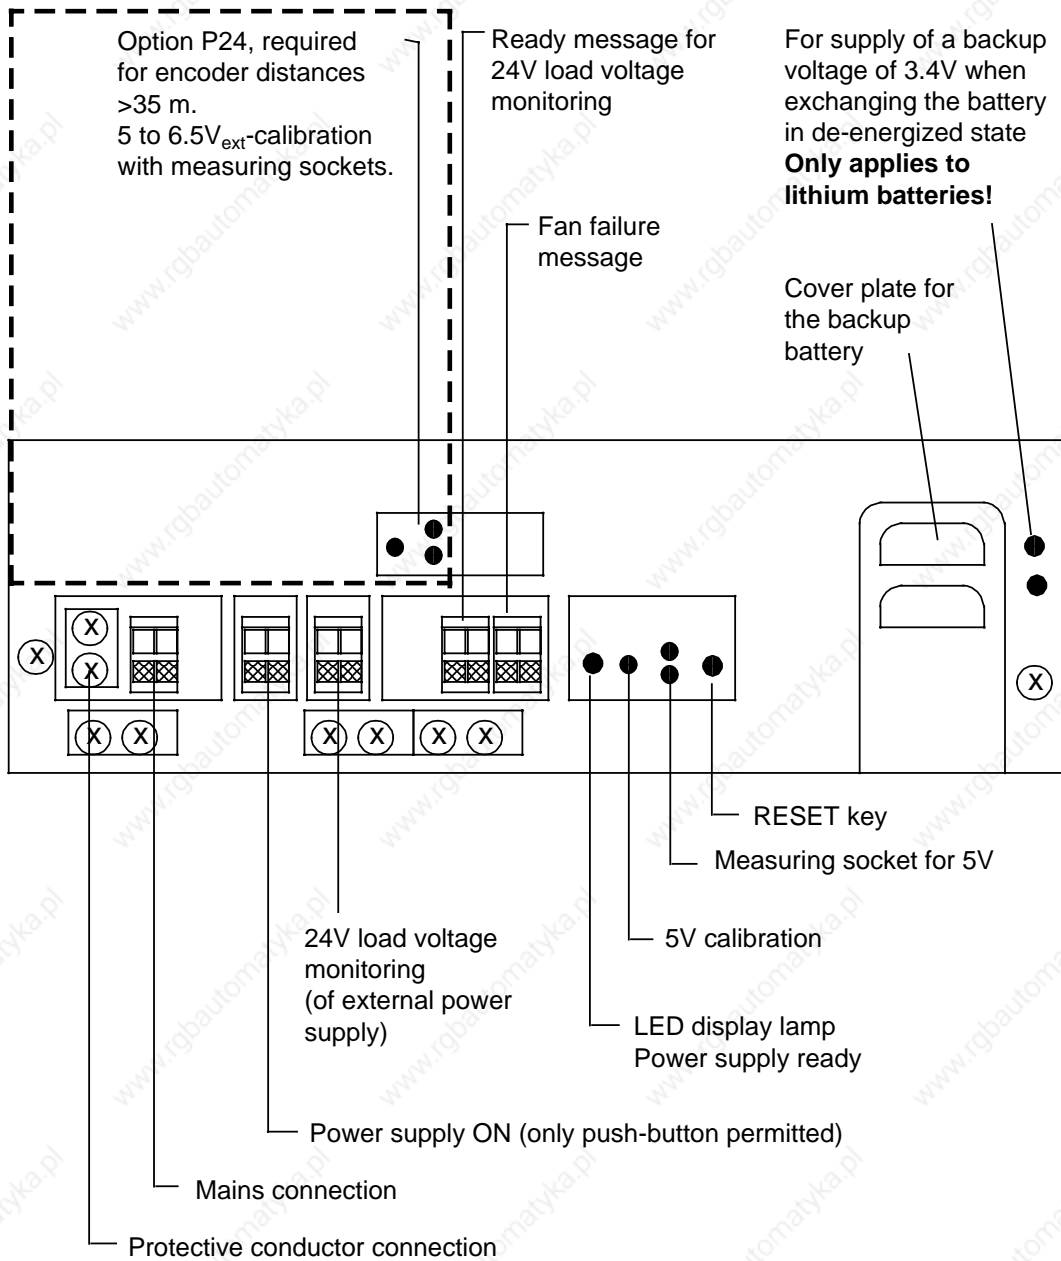 Option P24, required
for encoder distances
>35 m.
5 to 6.5Vext-calibration
with measuring sockets.
Ready message for
24V load voltage
monitoring
Fan failure
message
For supply of a backup
voltage of 3.4V when
exchanging the battery
in de-energized state
Only applies to
lithium batteries!
Cover plate for
the backup
battery
X
X
X
X
X X
X X X X
RESET key
Measuring socket for 5V
5V calibration
LED display lamp
Power supply ready
24V load voltage
monitoring
(of external power
supply)
Power supply ON (only push-button permitted)
Mains connection
Protective conductor connection
www.rgbautomatyka.pl